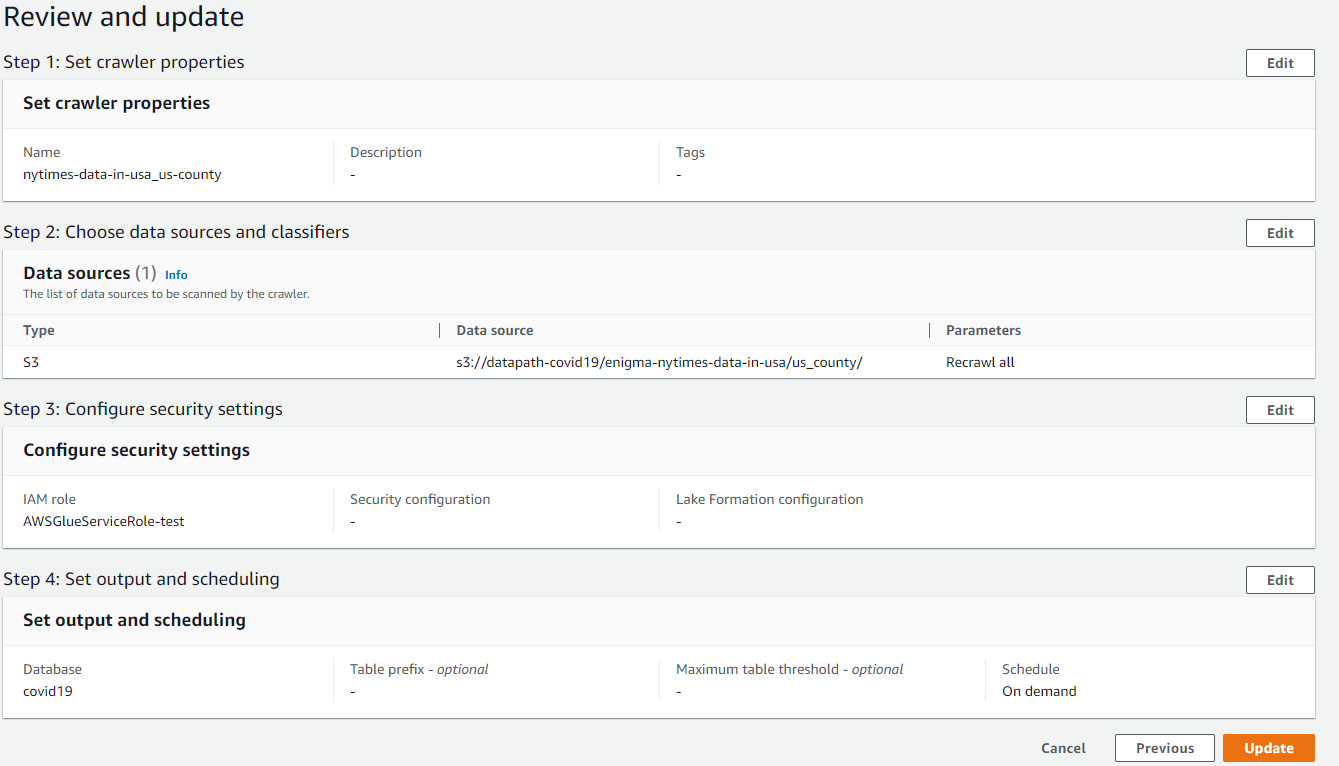 Review and update
Step 1: Set crawler properties
Edit
Set crawler properties
Name
nytimes-data-in-usa_us-county
Description
-
Tags
-
Step 2: Choose data sources and classifiers
Edit
Data sources (1) Info
The list of data sources to be scanned by the crawler.
Type Data source Parameters
S3 s3://datapath-covid19/enigma-nytimes-data-in-usa/us_county/ Recrawl all
Step 3: Configure security settings
Edit
Configure security settings
IAM role
AWSGlueServiceRole-test
Security configuration
-
Lake Formation configuration
-
Step 4: Set output and scheduling
Edit
Set output and scheduling
Database
covid19
Table prefix - optional
-
Maximum table threshold - optional
-
Schedule
On demand
Cancel Previous Update